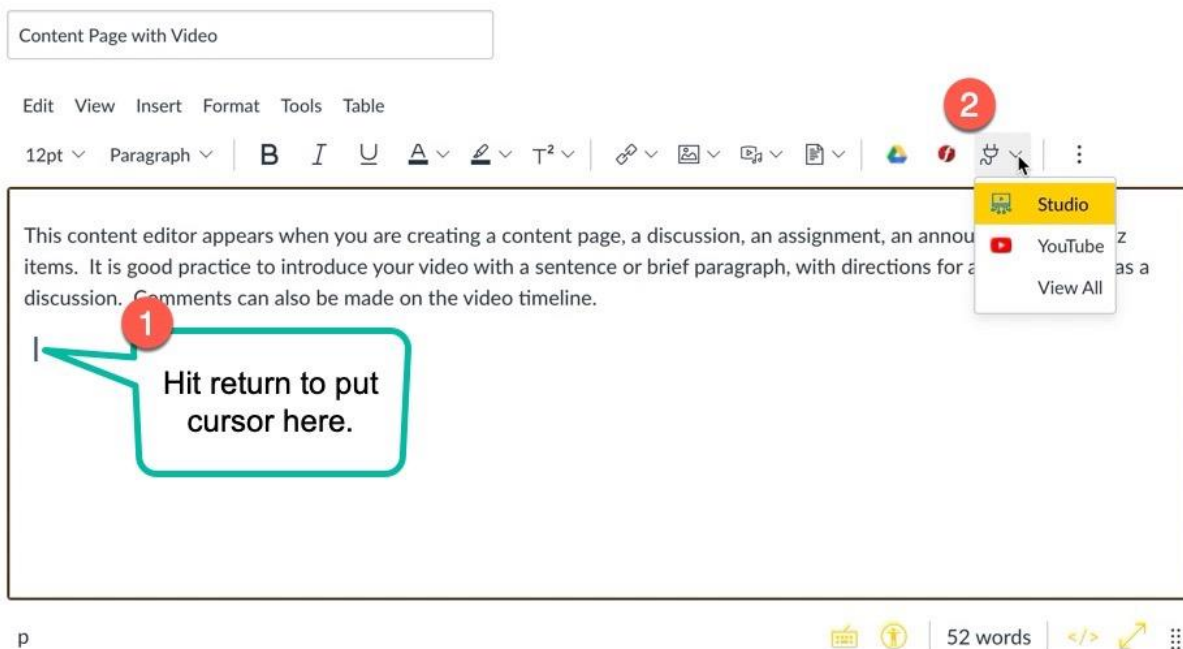 Content Page with Video
Edit View Insert Format Tools Table
2
12pt Paragraph B I U A T²
Studio
YouTube
View All
This content editor appears when you are creating a content page, a discussion, an assignment, an annou z
items. It is good practice to introduce your video with a sentence or brief paragraph, with directions for a as a
discussion. Comments can also be made on the video timeline.
1
Hit return to put
cursor here.
p 52 words </>